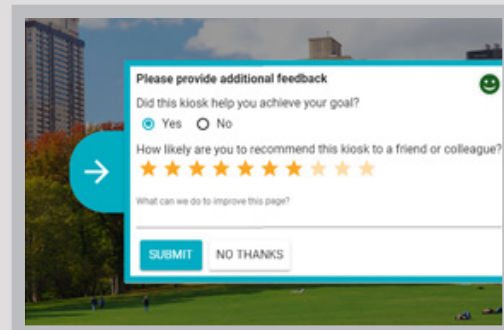 Please provide additional feedback
Did this kiosk help you achieve your goal?
Yes No
How likely are you to recommend this kiosk to a friend or colleague?
What can we do to improve this page?
SUBMIT NO THANKS